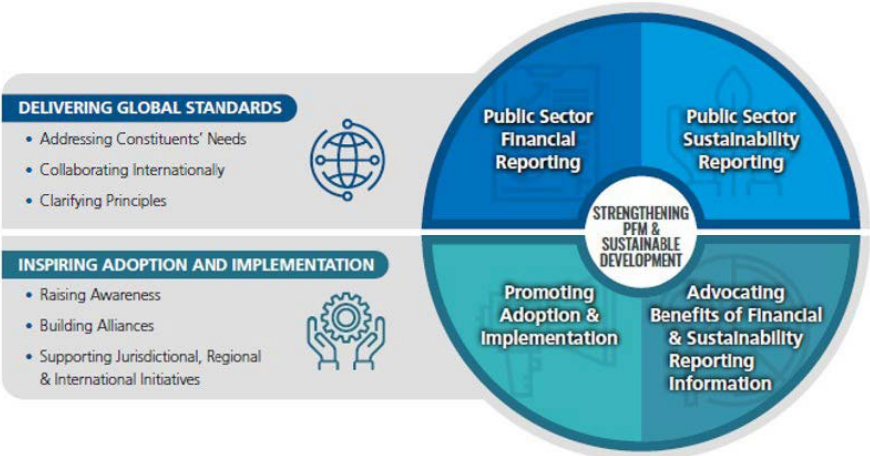 DELIVERING GLOBAL STANDARDS
• Addressing Constituents' Needs
• Collaborating Internationally
• Clarifying Principles
INSPIRING ADOPTION AND IMPLEMENTATION
• Raising Awareness
• Building Alliances
• Supporting Jurisdictional, Regional
& International Initiatives
Public Sector
Financial
Reporting
Public Sector
Sustainability
Reporting
STRENGTHENING
PFM &
SUSTAINABLE
DEVELOPMENT
Promoting
Adoption &
Implementation
Advocating
Benefits of Financial
& Sustainability
Reporting
Information